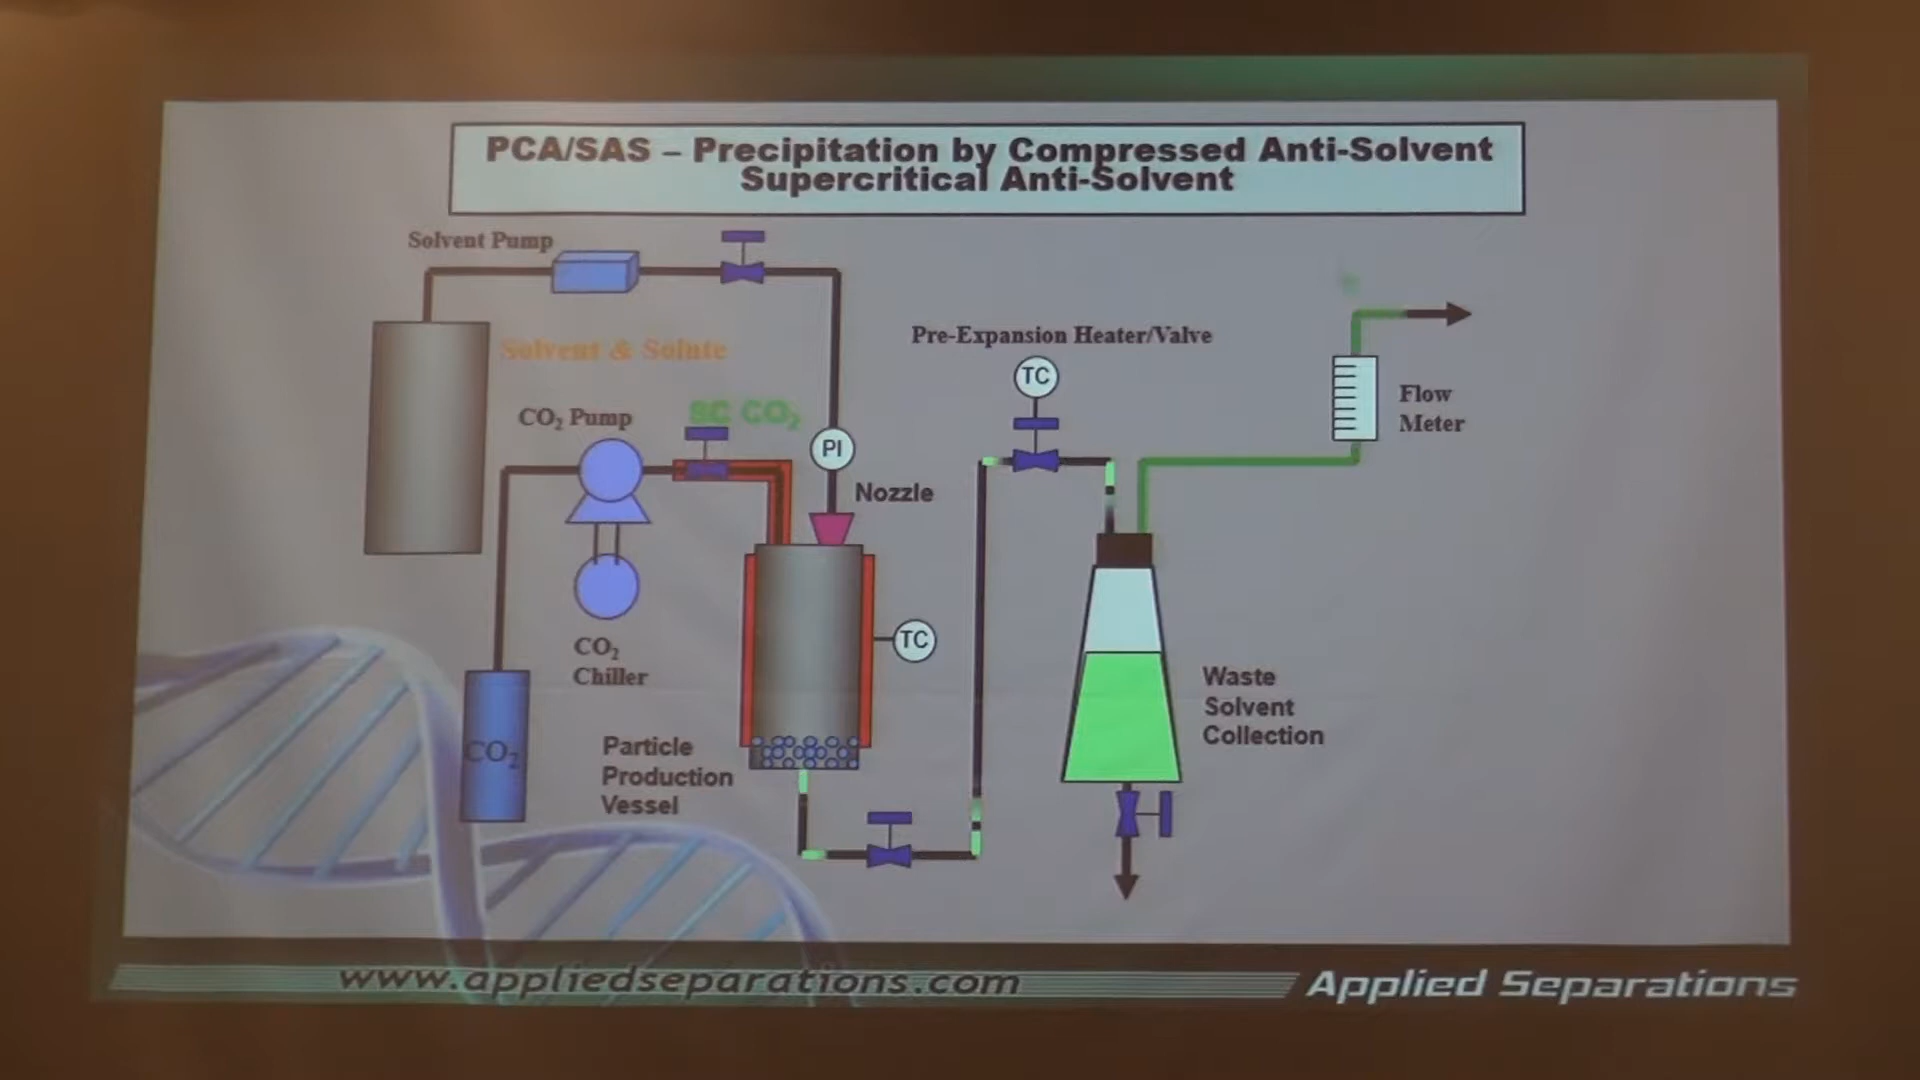 PCA/SAS – Precipitation by Compressed Anti-Solvent
Supercritical Anti-Solvent
Solvent Pump
Solvent & Solute
Pre-Expansion Heater/Valve
TC
CO₂ Pump
SC CO₂
PI
Nozzle
Flow
Meter
TC
CO₂
Chiller
CO₂
Particle
Production
Vessel
Waste
Solvent
Collection
www.appliedseparations.com
Applied Separations